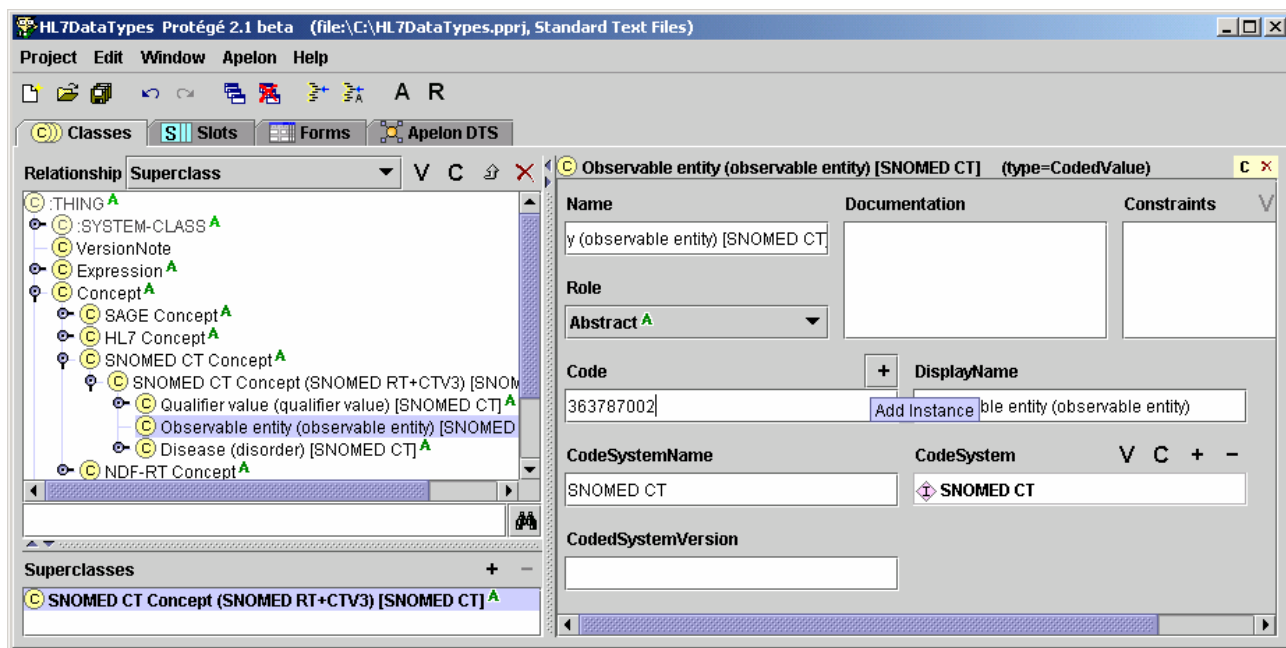 HL7DataTypes Protégé 2.1 beta (file:\C:\HL7DataTypes.pprj, Standard Text Files)
Project Edit Window Apelon Help
A R
C Classes S Slots Forms Apelon DTS
Relationship Superclass V C
C :THING A
C :SYSTEM-CLASS A
C VersionNote
C Expression A
C Concept A
C SAGE Concept A
C HL7 Concept A
C SNOMED CT Concept A
C SNOMED CT Concept (SNOMED RT+CTV3) [SNOM
C Qualifier value (qualifier value) [SNOMED CT] A
C Observable entity (observable entity) [SNOMED
C Disease (disorder) [SNOMED CT] A
C NDF-RT Concept A
Superclasses + −
C SNOMED CT Concept (SNOMED RT+CTV3) [SNOMED CT] A
C Observable entity (observable entity) [SNOMED CT] (type=CodedValue) C ×
Name Documentation Constraints V
y (observable entity) [SNOMED CT]
Role
Abstract A
Code + DisplayName
363787002 Add Instance ble entity (observable entity)
CodeSystemName CodeSystem V C + −
SNOMED CT I SNOMED CT
CodedSystemVersion